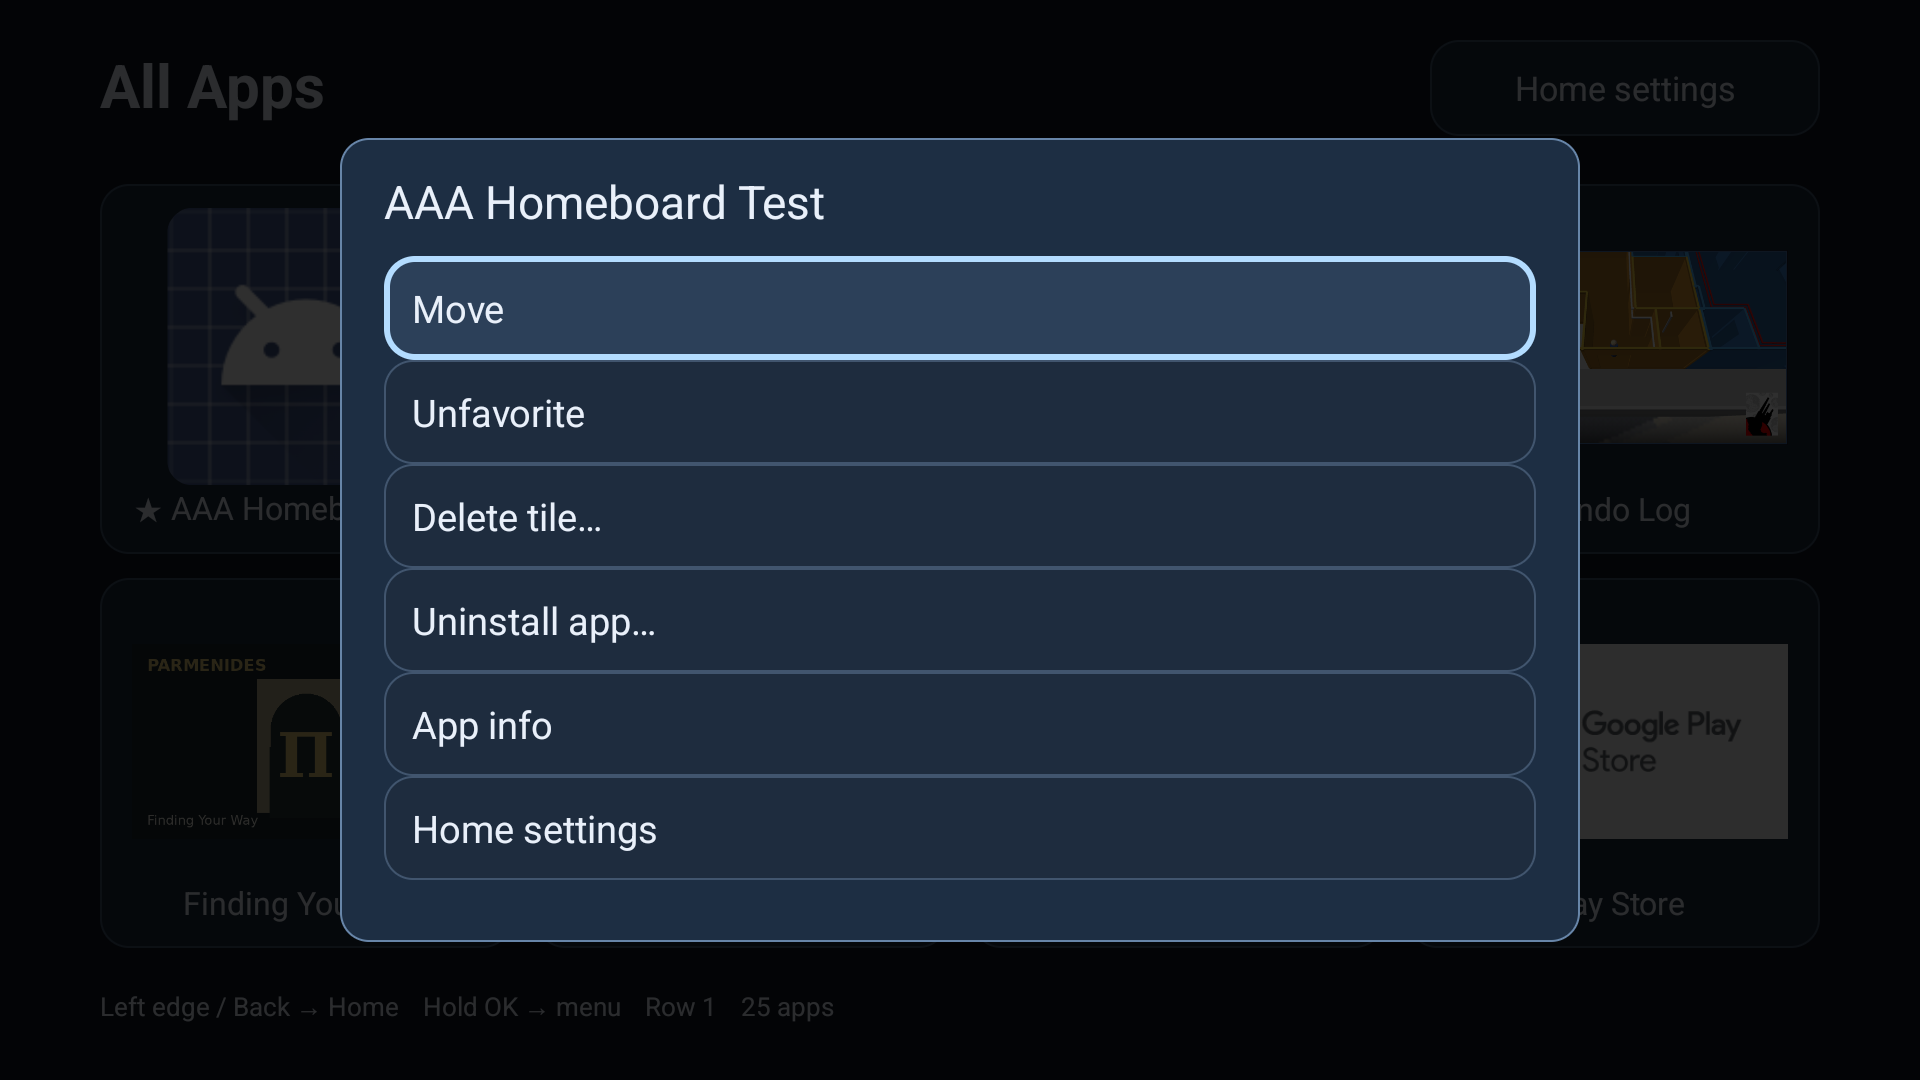 All Apps
Home settings
AAA Homeboard Test
Move
Unfavorite
Delete tile...
Uninstall app...
App info
Home settings
★ AAA Homeb
ndo Log
PARMENIDES
π
Finding Your Way
Finding You
Google Play
Store
ay Store
Left edge / Back → Home Hold OK → menu Row 1 25 apps